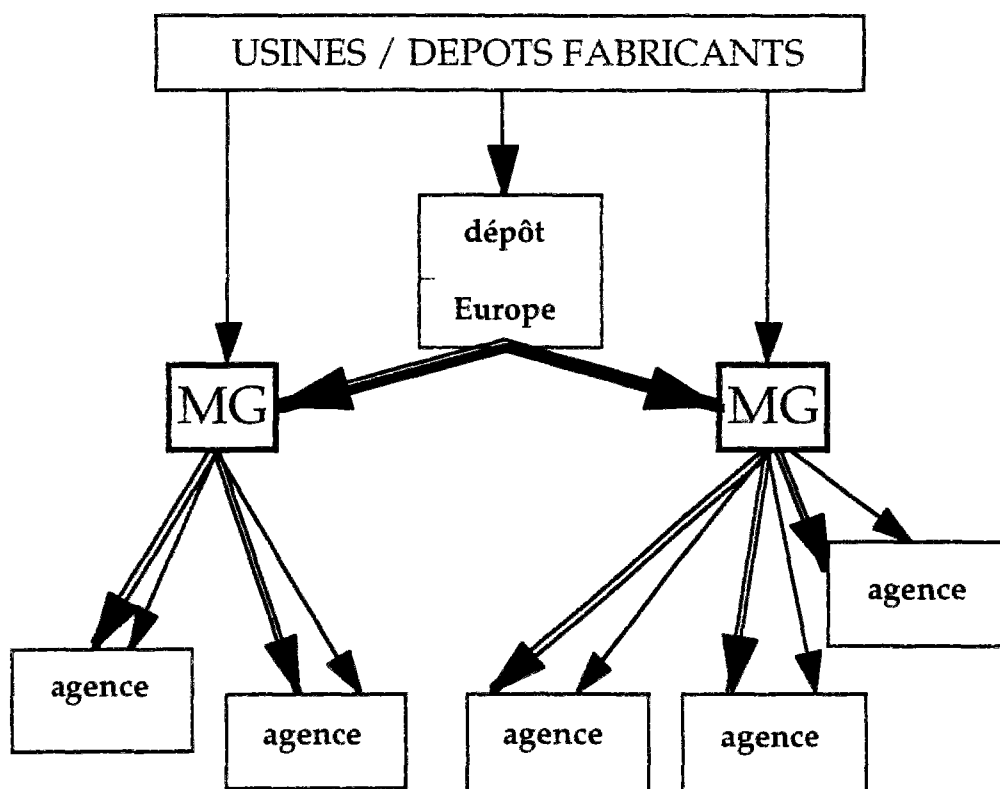 USINES / DEPOTS FABRICANTS
dépôt
Europe
MG
MG
agence
agence
agence
agence
agence